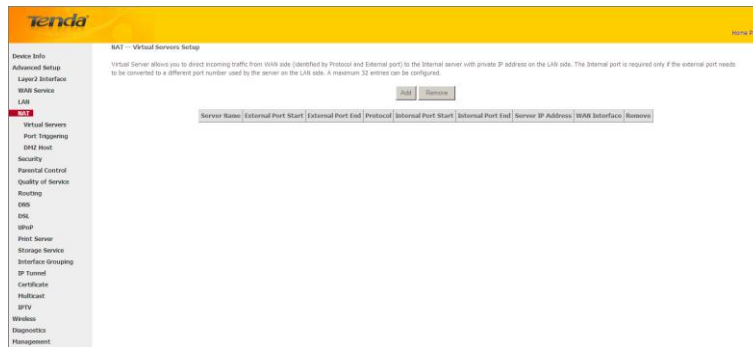 Tenda
Home P
Device Info
Advanced Setup
Layer2 Interface
WAN Service
LAN
NAT
Virtual Servers
Port Triggering
DMZ Host
Security
Parental Control
Quality of Service
Routing
DNS
DSL
UPnP
Print Server
Storage Service
Interface Grouping
IP Tunnel
Certificate
Multicast
IPTV
Wireless
Diagnostics
Management
NAT -- Virtual Servers Setup
Virtual Server allows you to direct incoming traffic from WAN side (identified by Protocol and External port) to the Internal server with private IP address on the LAN side. The Internal port is required only if the external port needs
to be converted to a different port number used by the server on the LAN side. A maximum 32 entries can be configured.
Add Remove
Server Name External Port Start External Port End Protocol Internal Port Start Internal Port End Server IP Address WAN Interface Remove